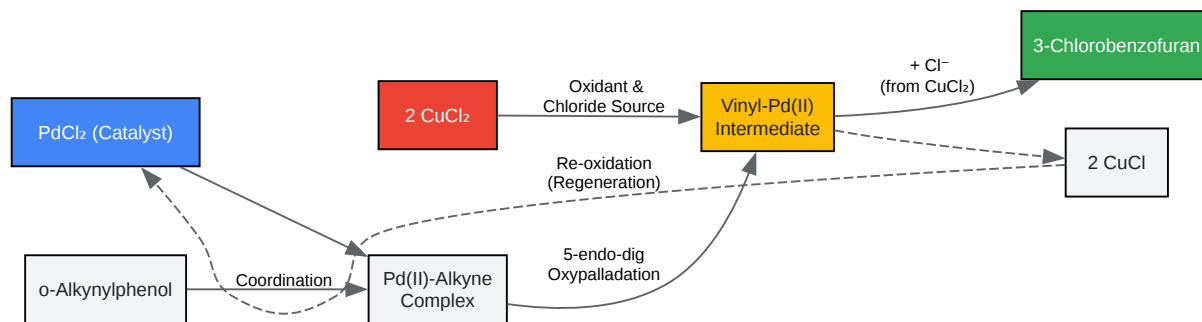 3-Chlorobenzofuran
+ Cl⁻
(from CuCl₂)
Oxidant &
Chloride Source
2 CuCl₂
Vinyl-Pd(II)
Intermediate
PdCl₂ (Catalyst)
Re-oxidation
(Regeneration)
2 CuCl
5-endo-dig
Oxypalladation
o-Alkynylphenol
Coordination
Pd(II)-Alkyne
Complex